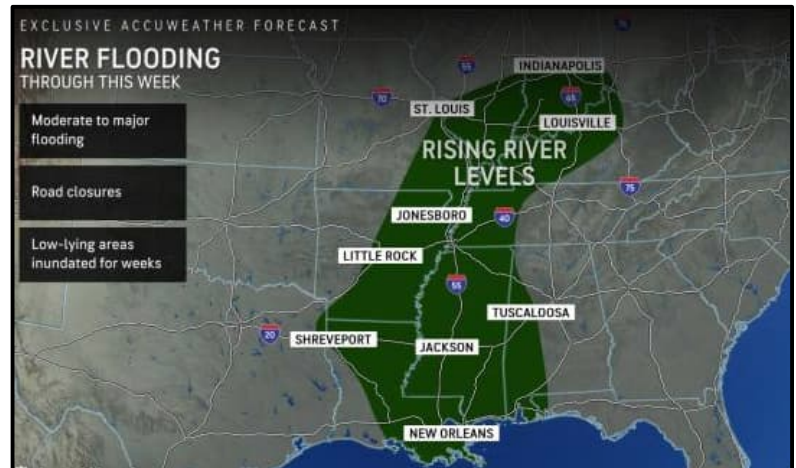 EXCLUSIVE ACCUWEATHER FORECAST
RIVER FLOODING
THROUGH THIS WEEK
Moderate to major
flooding
Road closures
Low-lying areas
inundated for weeks
55
INDIANAPOLIS
70
65
ST. LOUIS
LOUISVILLE
RISING RIVER
LEVELS
75
JONESBORO
40
LITTLE ROCK
55
TUSCALOOSA
20
SHREVEPORT
JACKSON
NEW ORLEANS